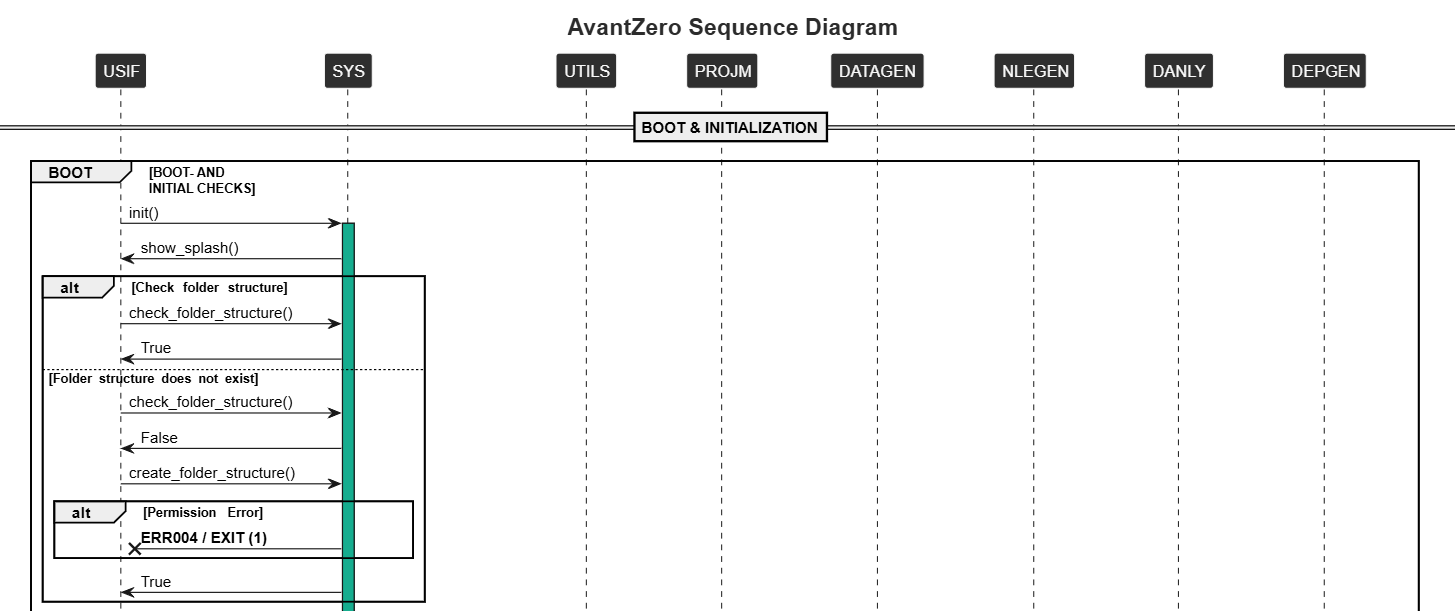 AvantZero Sequence Diagram
USIF SYS UTILS PROJM DATAGEN NLEGEN DANLY DEPGEN
BOOT & INITIALIZATION
BOOT [BOOT- AND
INITIAL CHECKS]
init()
show_splash()
alt [Check folder structure]
check_folder_structure()
True
[Folder structure does not exist]
check_folder_structure()
False
create_folder_structure()
alt [Permission Error]
ERR004 / EXIT (1)
True